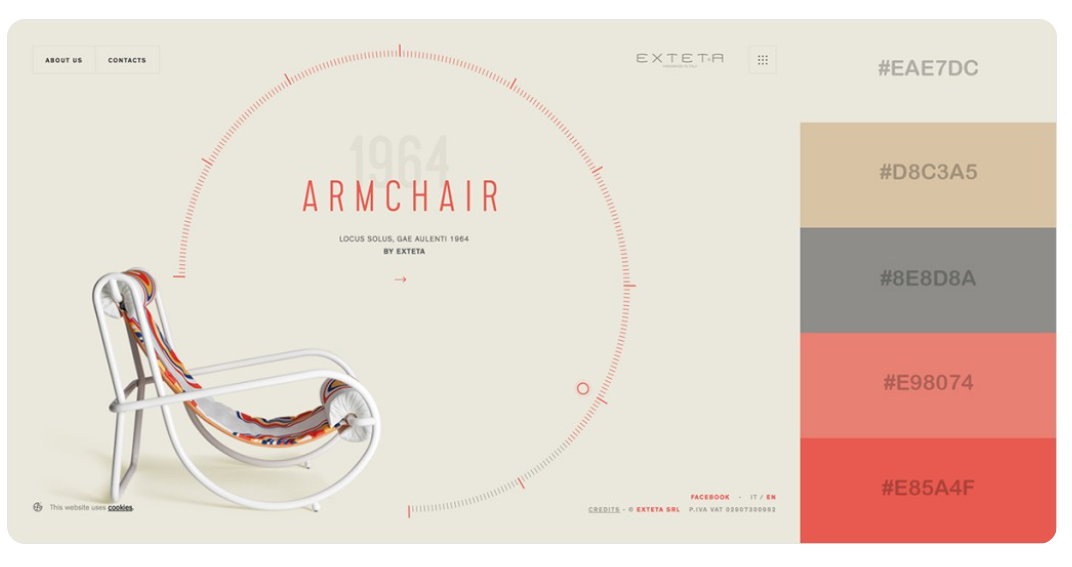 ABOUT US
CONTACTS
EXTETA
1964
ARMCHAIR
LOCUS SOLUS, GAE AULENTI 1964
BY EXTETA
→
This website uses cookies.
FACEBOOK - IT / EN
CREDITS - © EXTETA SRL P.IVA VAT 02907300982
#EAE7DC
#D8C3A5
#8E8D8A
#E98074
#E85A4F